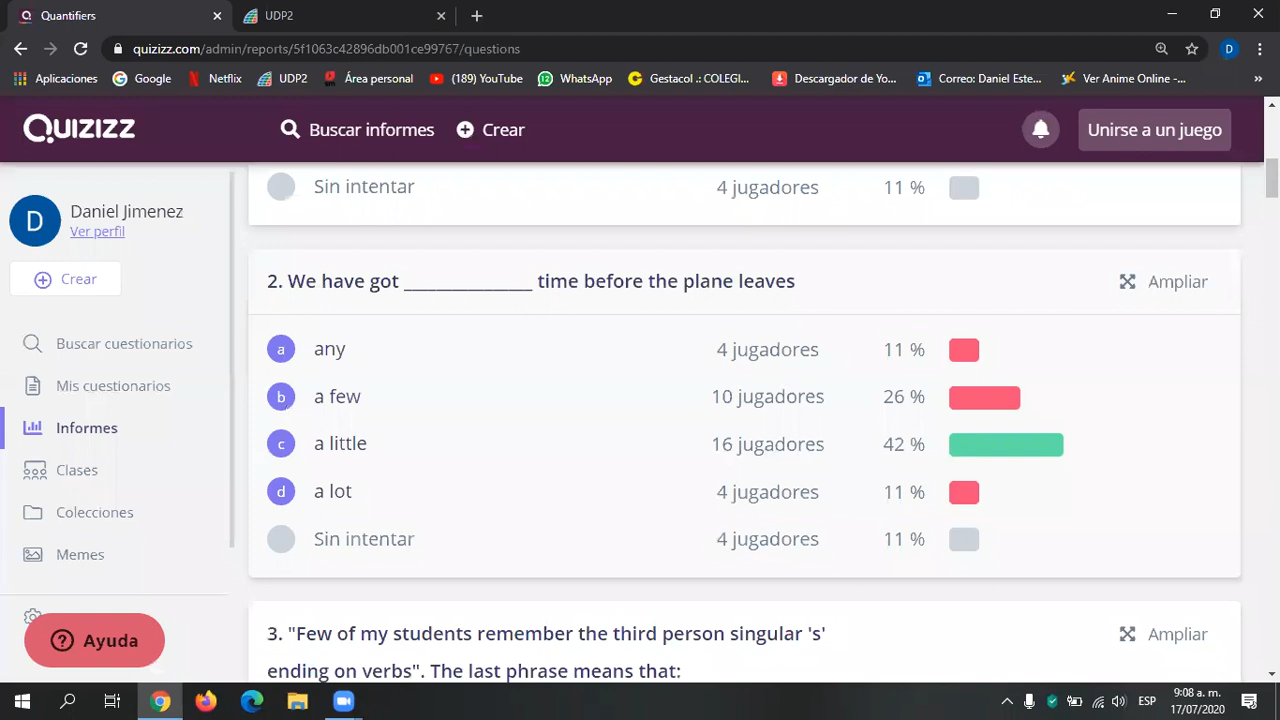 Quantifiers
UDP2
quizizz.com/admin/reports/5f1063c42896db001ce99767/questions
D
Aplicaciones
Google
Netflix
UDP2
Área personal
(189) YouTube
WhatsApp
Gestacol .: COLEGI...
Descargador de Yo...
Correo: Daniel Este...
Ver Anime Online -...
»
QUIZIZZ
Buscar informes
Crear
Unirse a un juego
D
Daniel Jimenez
Ver perfil
Crear
Buscar cuestionarios
Mis cuestionarios
Informes
Clases
Colecciones
Memes
Ayuda
Sin intentar 4 jugadores 11 %
2. We have got ________________ time before the plane leaves
Ampliar
a any 4 jugadores 11 %
b a few 10 jugadores 26 %
c a little 16 jugadores 42 %
d a lot 4 jugadores 11 %
Sin intentar 4 jugadores 11 %
3. "Few of my students remember the third person singular 's'
ending on verbs". The last phrase means that:
Ampliar
ESP
9:08 a. m.
17/07/2020